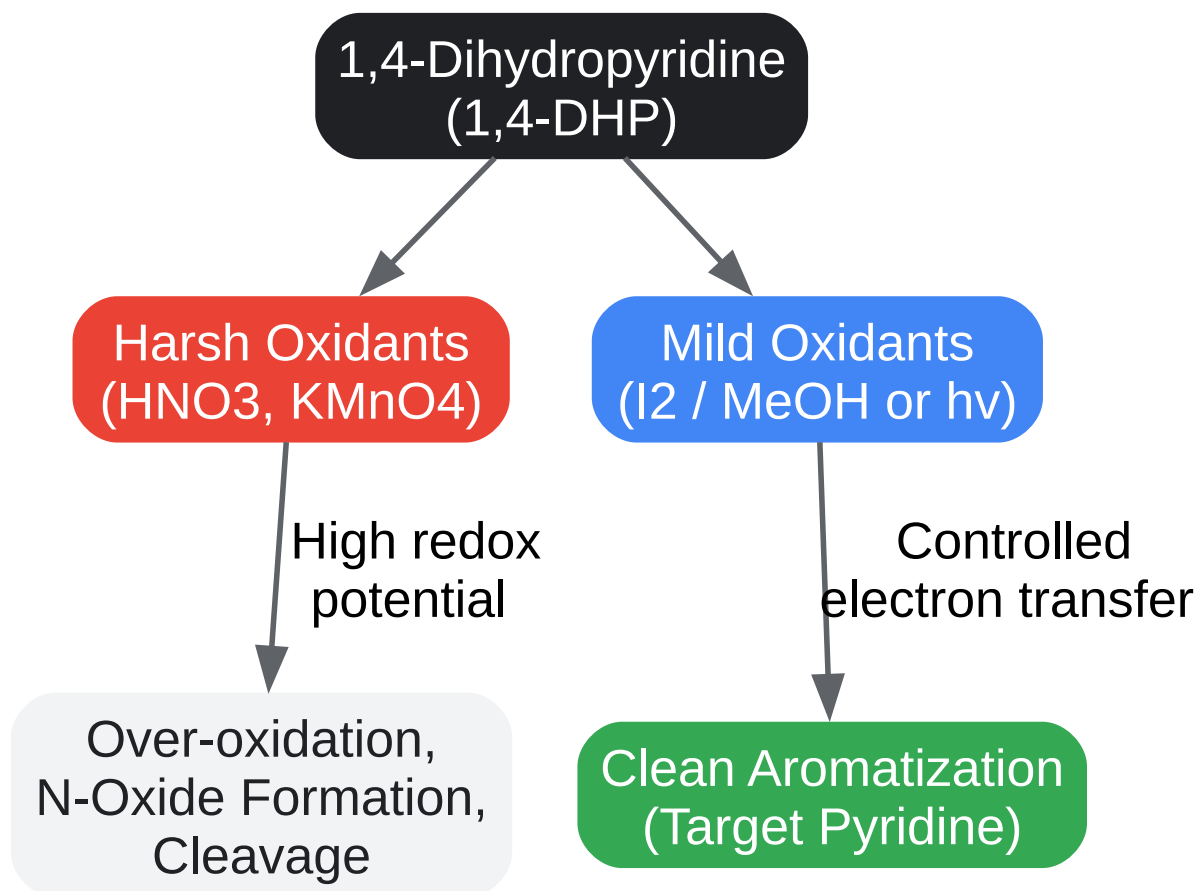 1,4-Dihydropyridine
(1,4-DHP)
Harsh Oxidants
(HNO3, KMnO4)
Mild Oxidants
(I2 / MeOH or hv)
High redox
potential
Controlled
electron transfer
Over-oxidation,
N-Oxide Formation,
Cleavage
Clean Aromatization
(Target Pyridine)